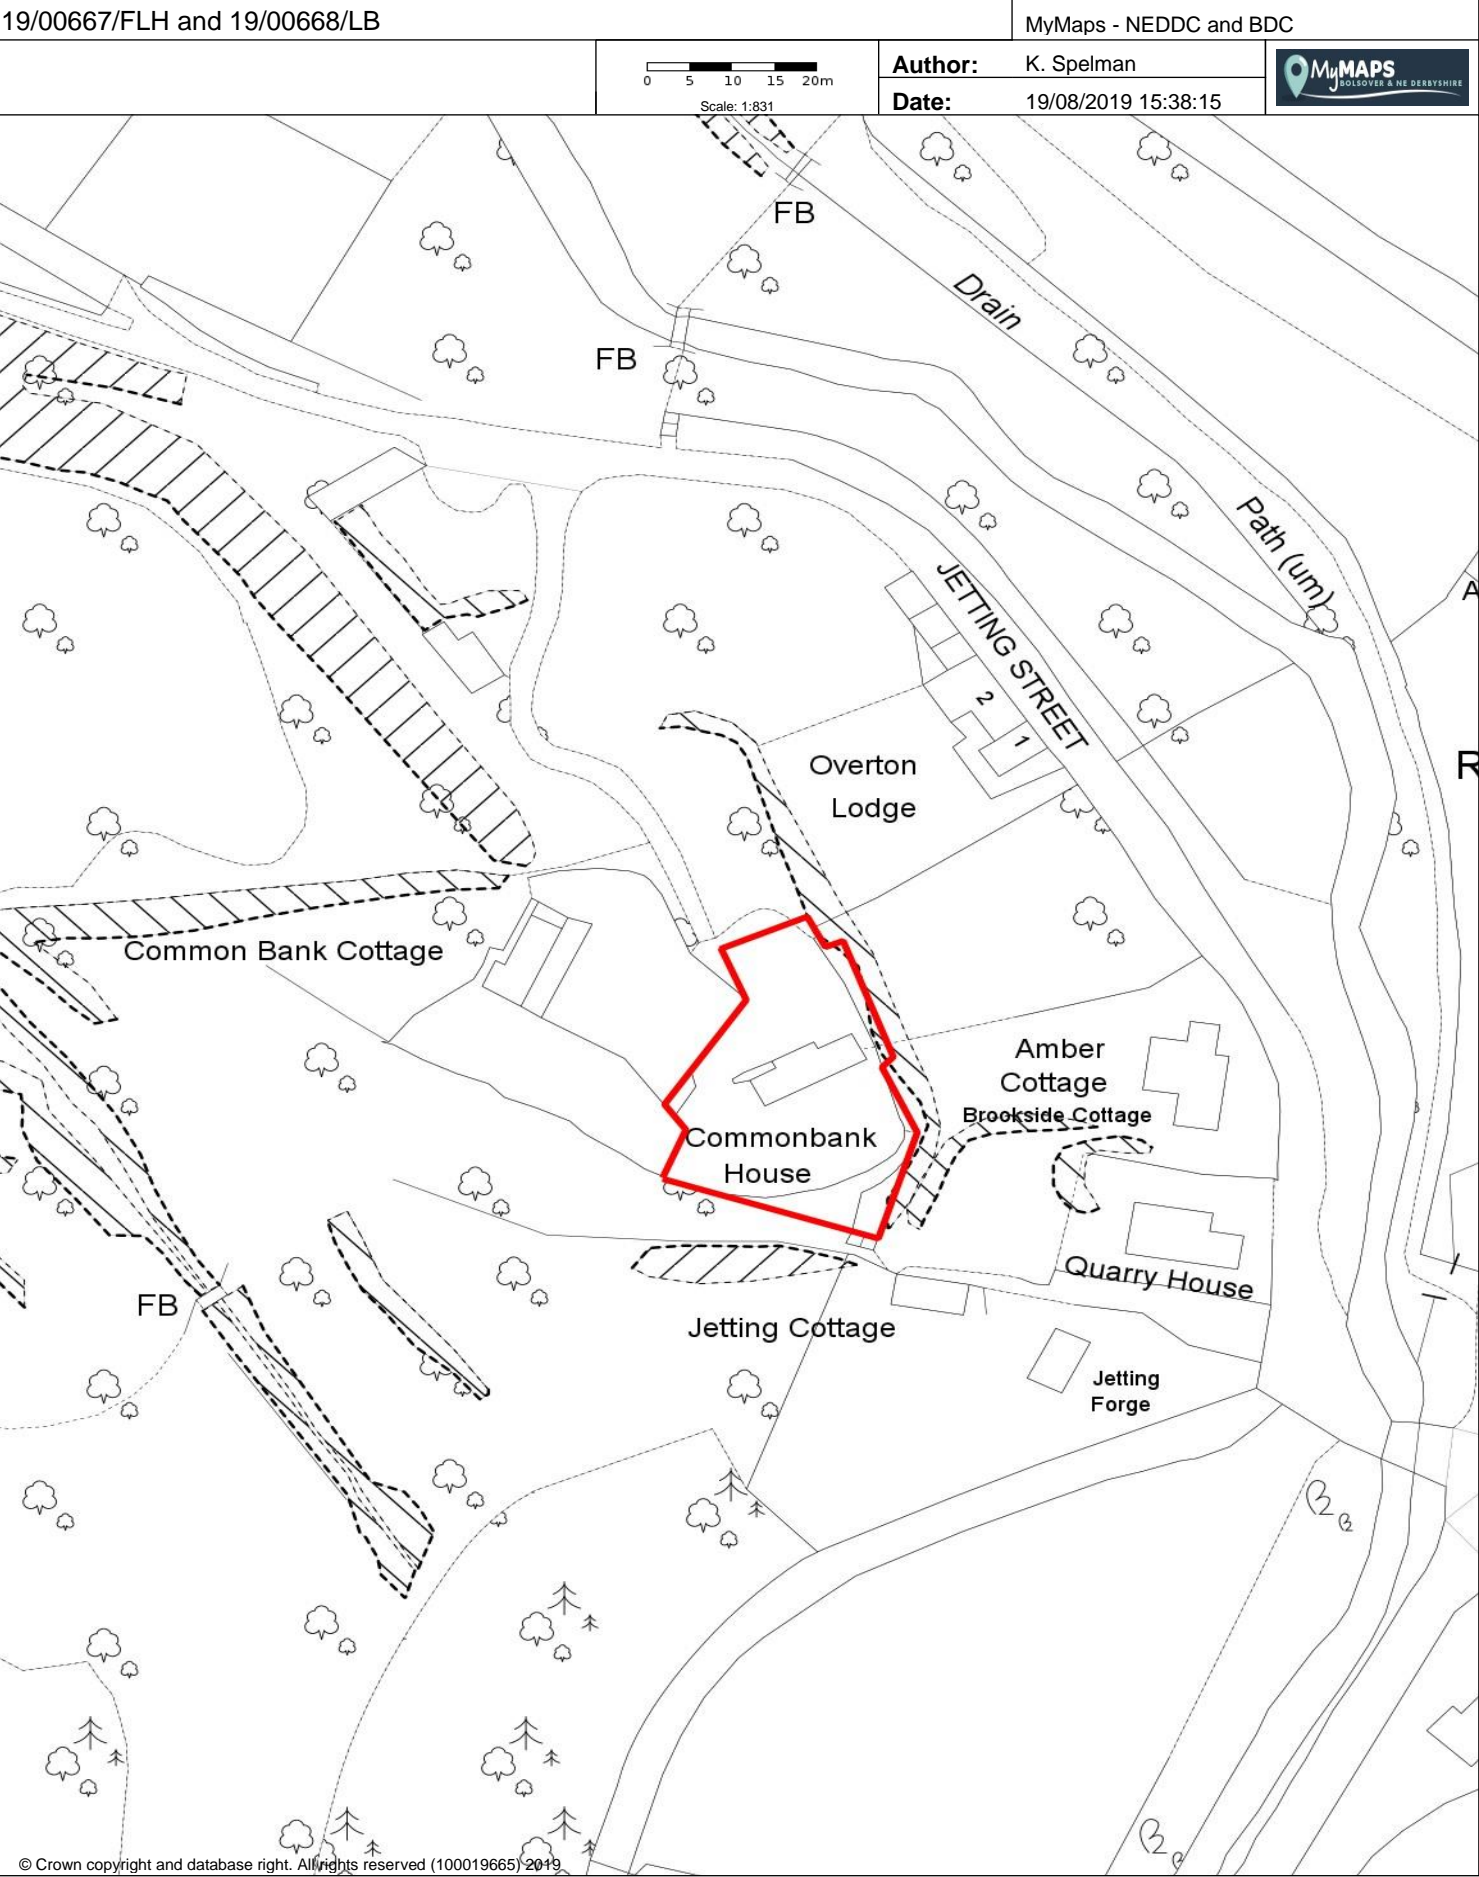 19/00667/FLH and 19/00668/LB
MyMaps - NEDDC and BDC
0 5 10 15 20m
Scale: 1:831
Author: K. Spelman
Date: 19/08/2019 15:38:15
MyMAPS
BOLSOVER & NE DERBYSHIRE
FB
Drain
FB
Path (um)
JETTING STREET
A
2
1
R
Overton
Lodge
Common Bank Cottage
Amber
Cottage
Brookside Cottage
Commonbank
House
Quarry House
FB
Jetting Cottage
Jetting
Forge
© Crown copyright and database right. All rights reserved (100019665) 2019